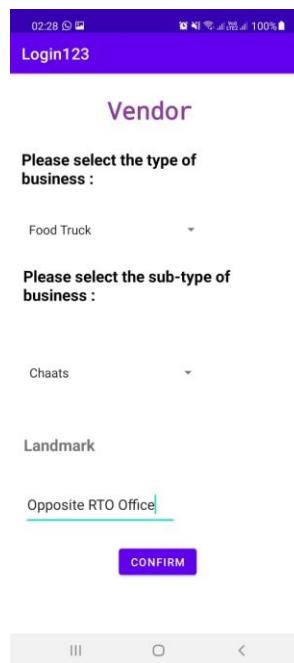 02:28 100%
Login123
Vendor
Please select the type of
business :
Food Truck
Please select the sub-type of
business :
Chaats
Landmark
Opposite RTO Office
CONFIRM